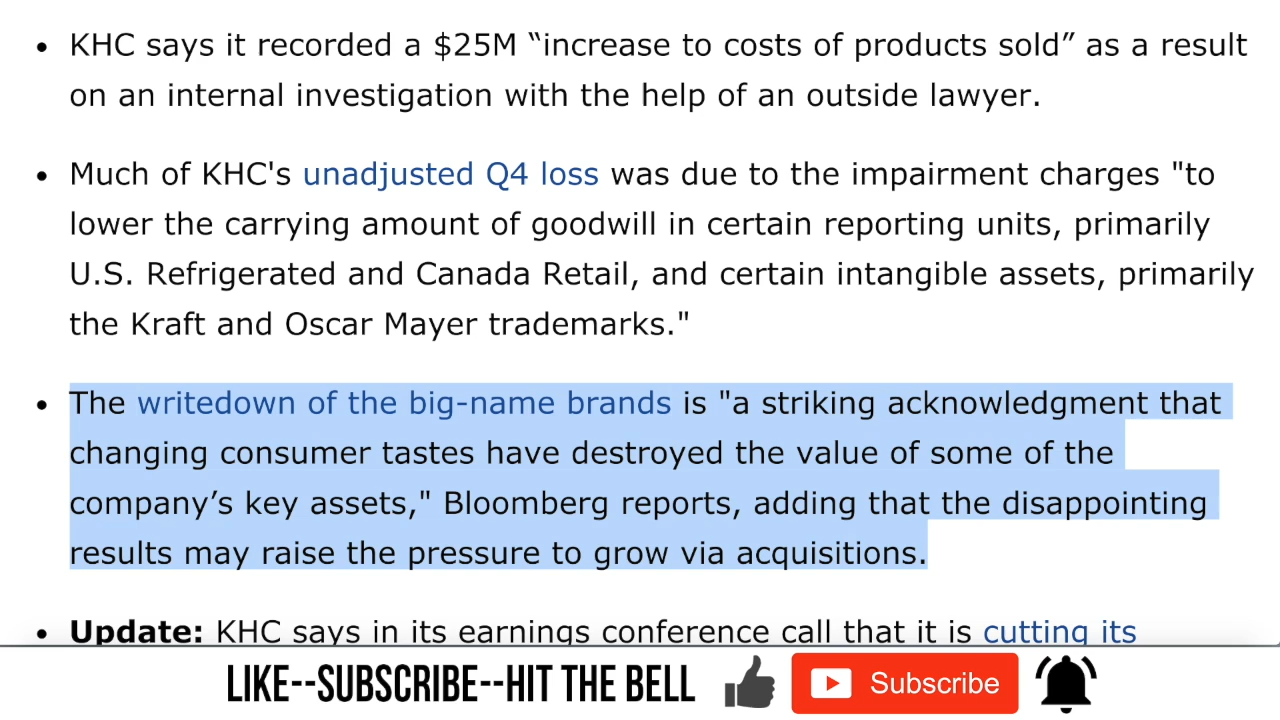 • KHC says it recorded a $25M “increase to costs of products sold” as a result
on an internal investigation with the help of an outside lawyer.
• Much of KHC's unadjusted Q4 loss was due to the impairment charges "to
lower the carrying amount of goodwill in certain reporting units, primarily
U.S. Refrigerated and Canada Retail, and certain intangible assets, primarily
the Kraft and Oscar Mayer trademarks."
• The writedown of the big-name brands is "a striking acknowledgment that
changing consumer tastes have destroyed the value of some of the
company’s key assets," Bloomberg reports, adding that the disappointing
results may raise the pressure to grow via acquisitions.
• Update: KHC says in its earnings conference call that it is cutting its
LIKE--SUBSCRIBE--HIT THE BELL
Subscribe